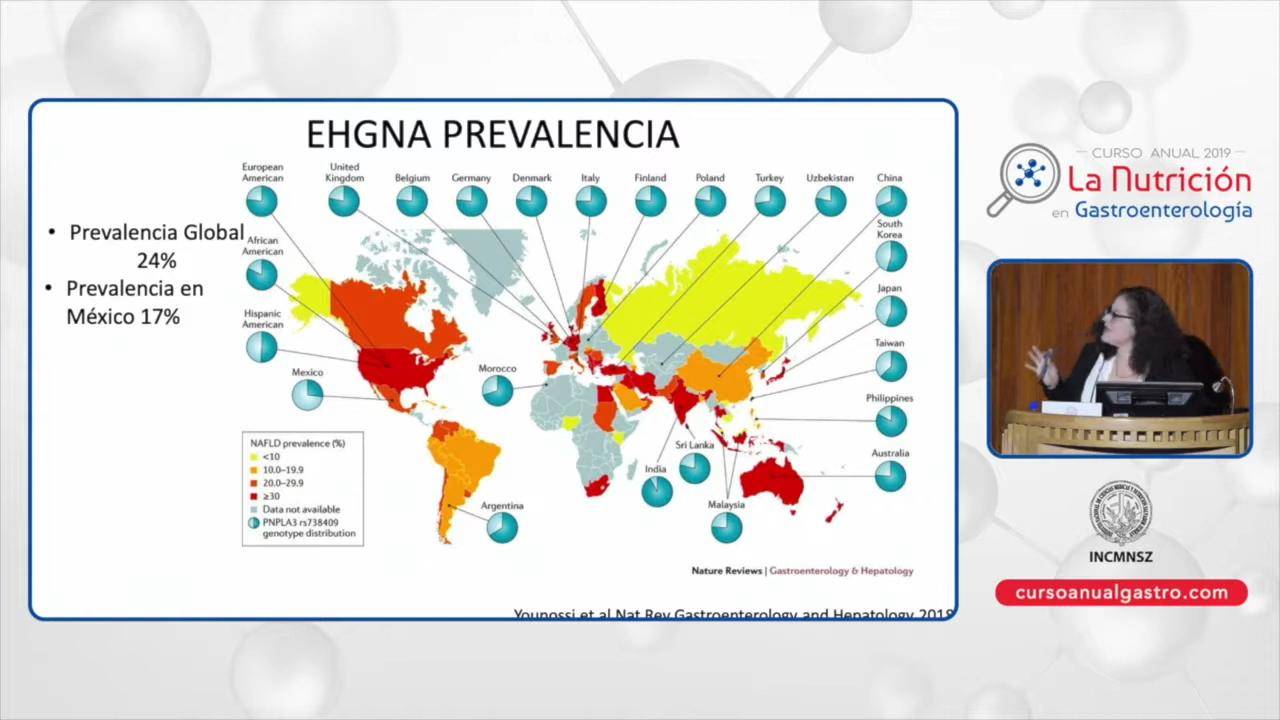 EHGNA PREVALENCIA
• Prevalencia Global
24%
• Prevalencia en
México 17%
European
American
United
Kingdom
Belgium
Germany
Denmark
Italy
Finland
Poland
Turkey
Uzbekistan
China
African
American
Hispanic
American
Mexico
Morocco
South
Korea
Japan
Taiwan
Philippines
Australia
Sri Lanka
India
Malaysia
Argentina
NAFLD prevalence (%)
<10
10.0–19.9
20.0–29.9
≥30
Data not available
PNPLA3 rs738409
genotype distribution
Nature Reviews | Gastroenterology & Hepatology
Younossi et al Nat Rev Gastroenterology and Hepatology 2018
CURSO ANUAL 2019
La Nutrición
en Gastroenterología
INCMNSZ
cursoanualgastro.com